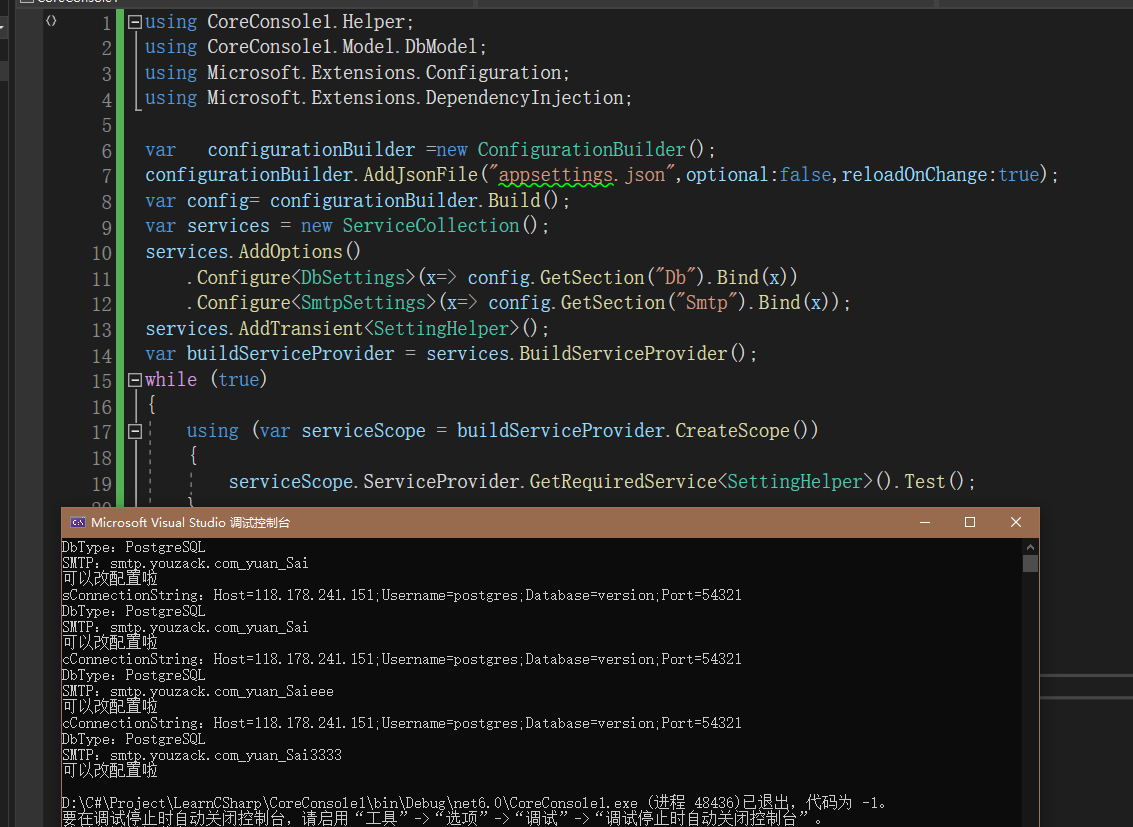 1 using CoreConsole1.Helper;
2 using CoreConsole1.Model.DbModel;
3 using Microsoft.Extensions.Configuration;
4 using Microsoft.Extensions.DependencyInjection;
5
6 var   configurationBuilder =new ConfigurationBuilder();
7 configurationBuilder.AddJsonFile("appsettings.json",optional:false,reloadOnChange:true);
8 var config= configurationBuilder.Build();
9 var services = new ServiceCollection();
10 services.AddOptions()
11     .Configure<DbSettings>(x=> config.GetSection("Db").Bind(x))
12     .Configure<SmtpSettings>(x=> config.GetSection("Smtp").Bind(x));
13 services.AddTransient<SettingHelper>();
14 var buildServiceProvider = services.BuildServiceProvider();
15 while (true)
16 {
17     using (var serviceScope = buildServiceProvider.CreateScope())
18     {
19         serviceScope.ServiceProvider.GetRequiredService<SettingHelper>().Test();
Microsoft Visual Studio 调试控制台
DbType：PostgreSQL
SMTP：smtp.youzack.com_yuan_Sai
可以改配置啦
sConnectionString：Host=118.178.241.151;Username=postgres;Database=version;Port=54321
DbType：PostgreSQL
SMTP：smtp.youzack.com_yuan_Sai
可以改配置啦
cConnectionString：Host=118.178.241.151;Username=postgres;Database=version;Port=54321
DbType：PostgreSQL
SMTP：smtp.youzack.com_yuan_Saieee
可以改配置啦
cConnectionString：Host=118.178.241.151;Username=postgres;Database=version;Port=54321
DbType：PostgreSQL
SMTP：smtp.youzack.com_yuan_Sai3333
可以改配置啦
D:\C#\Project\LearnCSharp\CoreConsole1\bin\Debug\net6.0\CoreConsole1.exe (进程 48436)已退出，代码为 -1。
要在调试停止时自动关闭控制台，请启用“工具”->“选项”->“调试”->“调试停止时自动关闭控制台”。